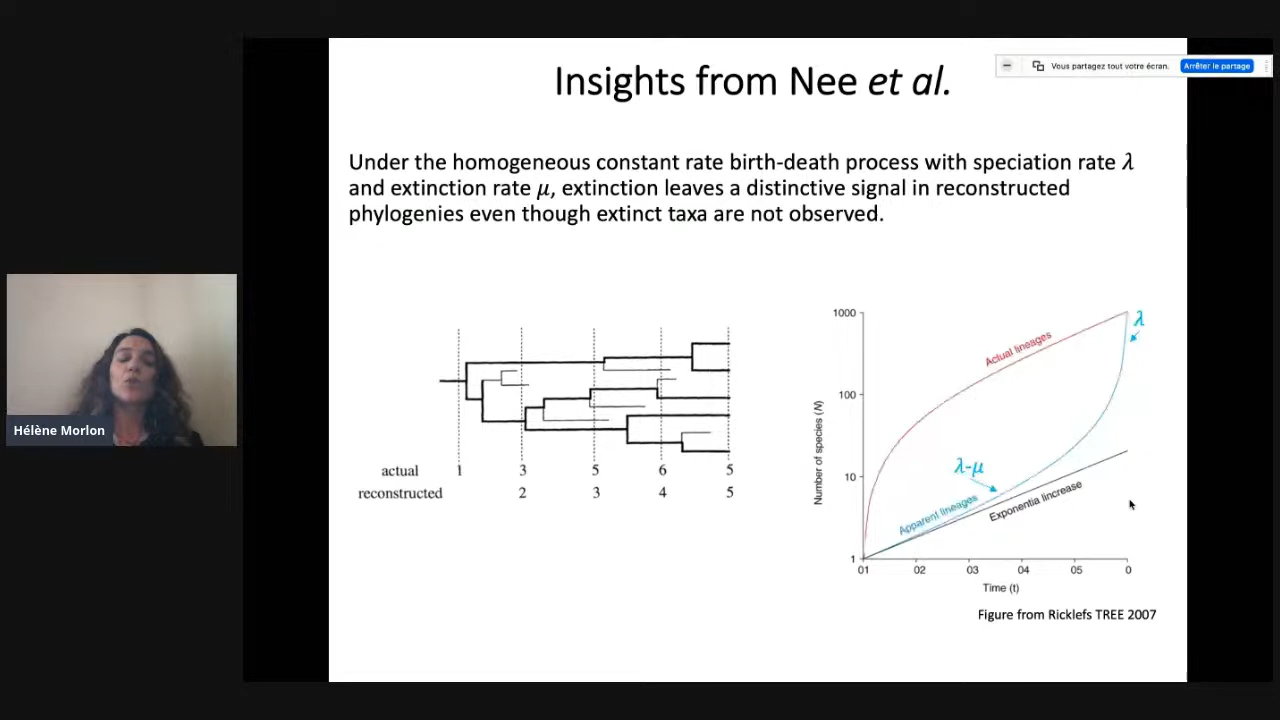 Insights from Nee et al.
Vous partagez tout votre écran.
Arrêter le partage
Under the homogeneous constant rate birth-death process with speciation rate λ
and extinction rate μ, extinction leaves a distinctive signal in reconstructed
phylogenies even though extinct taxa are not observed.
Hélène Morlon
actual 1 3 5 6 5
reconstructed 2 3 4 5
1000
100
10
1
Number of species (N)
Actual lineages
λ
λ-μ
Apparent lineages
Exponentia lincrease
01 02 03 04 05 0
Time (t)
Figure from Ricklefs TREE 2007